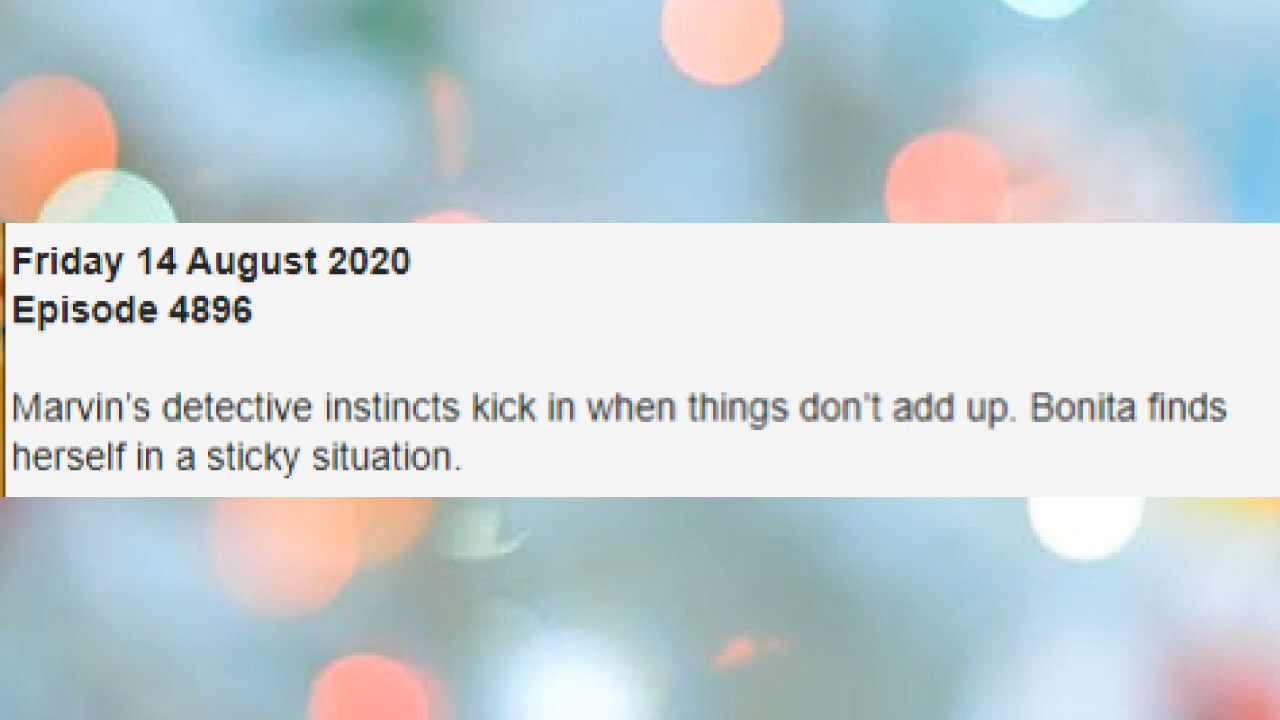 Friday 14 August 2020
Episode 4896
Marvin's detective instincts kick in when things don't add up. Bonita finds
herself in a sticky situation.